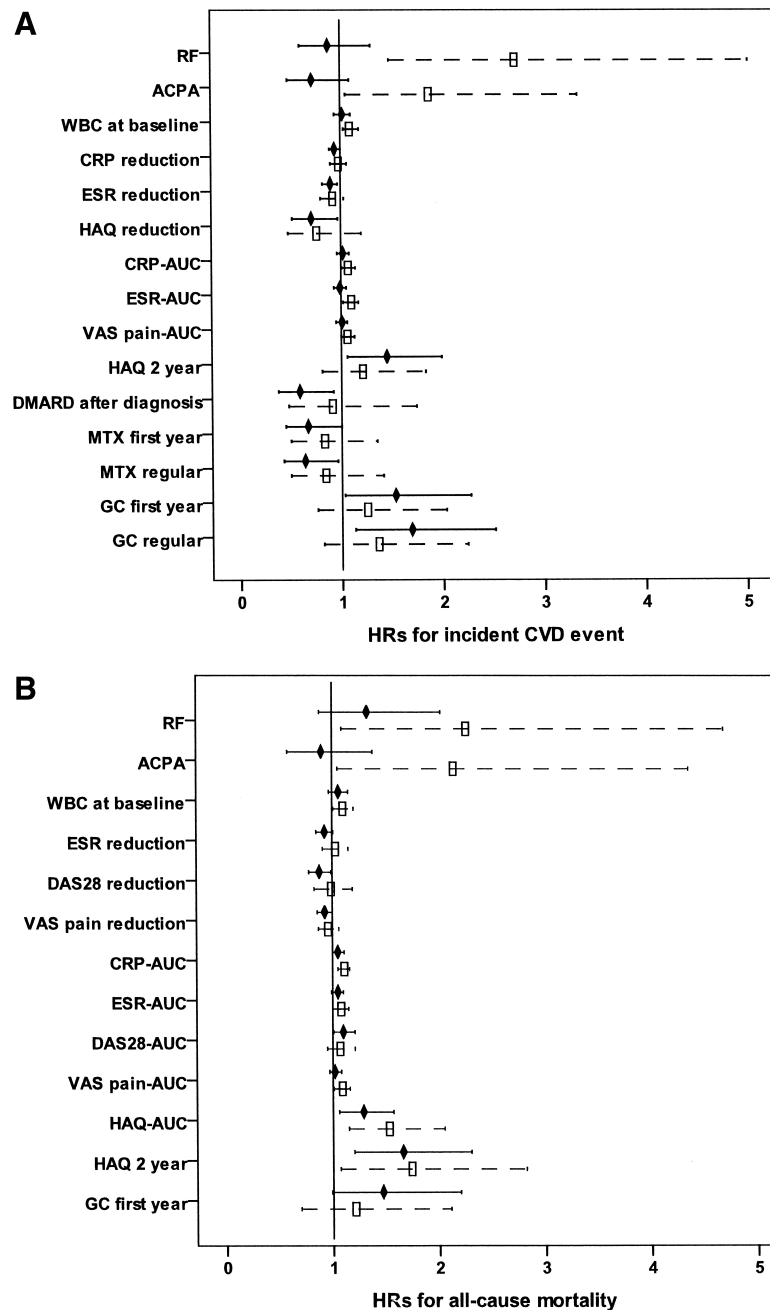 A
RF
ACPA
WBC at baseline
CRP reduction
ESR reduction
HAQ reduction
CRP-AUC
ESR-AUC
VAS pain-AUC
HAQ 2 year
DMARD after diagnosis
MTX first year
MTX regular
GC first year
GC regular
0 1 2 3 4 5
HRs for incident CVD event
B
RF
ACPA
WBC at baseline
ESR reduction
DAS28 reduction
VAS pain reduction
CRP-AUC
ESR-AUC
DAS28-AUC
VAS pain-AUC
HAQ-AUC
HAQ 2 year
GC first year
0 1 2 3 4 5
HRs for all-cause mortality